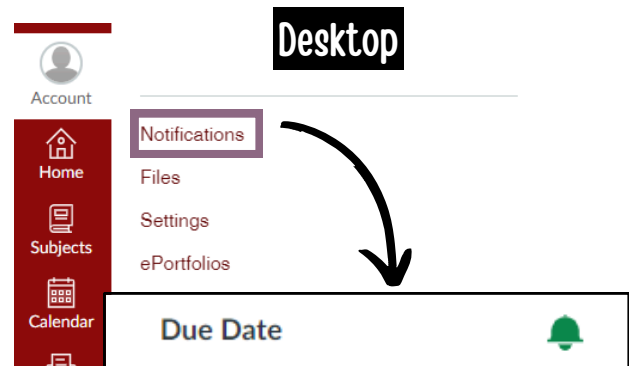 Desktop
Account
Home
Subjects
Calendar
Notifications
Files
Settings
ePortfolios
Due Date